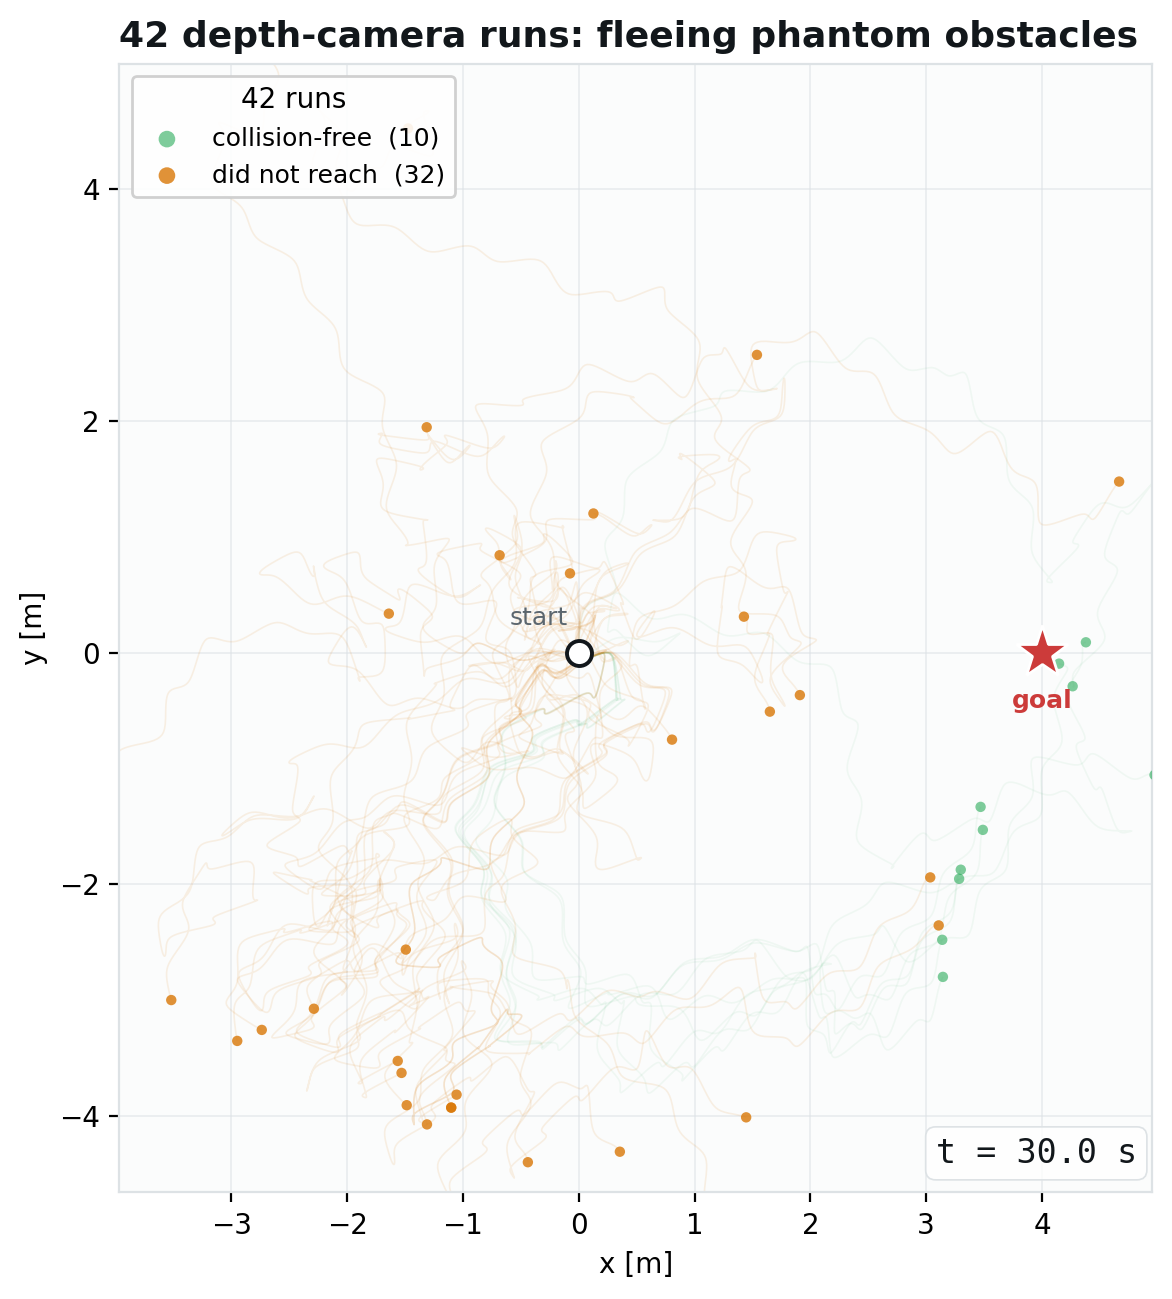 42 depth-camera runs: fleeing phantom obstacles
42 runs
collision-free (10)
did not reach (32)
4
2
0
−2
−4
y [m]
start
goal
t = 30.0 s
−3
−2
−1
0
1
2
3
4
x [m]